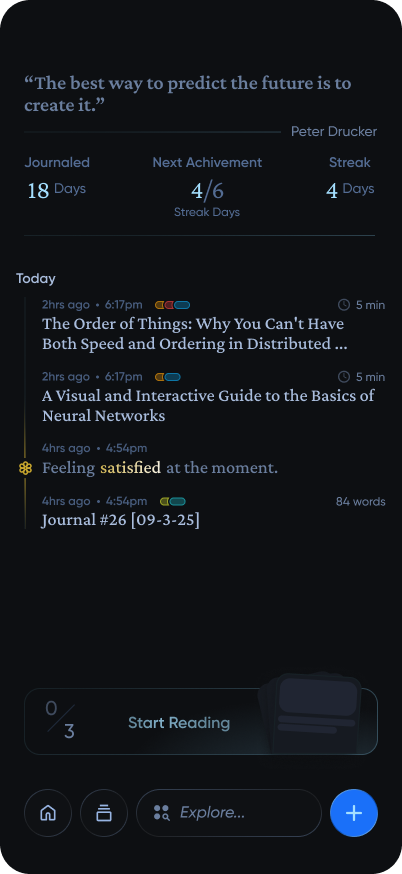 “The best way to predict the future is to
create it.”
Peter Drucker
Journaled
Next Achivement
Streak
18 Days
4/6
4 Days
Streak Days
Today
2hrs ago • 6:17pm
5 min
The Order of Things: Why You Can't Have
Both Speed and Ordering in Distributed ...
2hrs ago • 6:17pm
5 min
A Visual and Interactive Guide to the Basics of
Neural Networks
4hrs ago • 4:54pm
Feeling satisfied at the moment.
4hrs ago • 4:54pm
84 words
Journal #26 [09-3-25]
0/3
Start Reading
Explore...